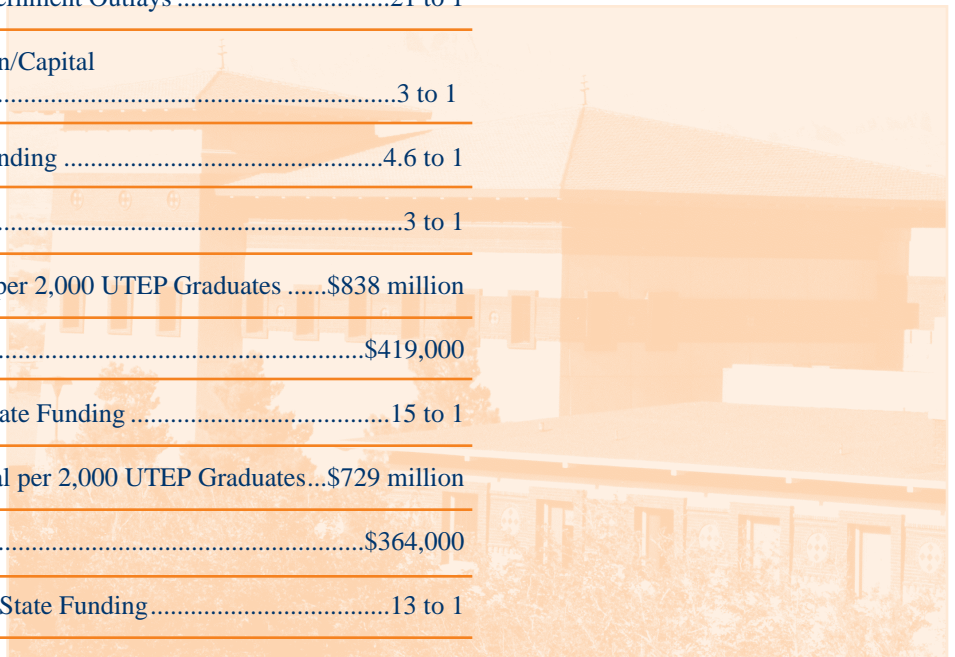 ernment Outlays ........................................21 to 1
n/Capital
.............................................................3 to 1
nding ..................................................4.6 to 1
..............................................................3 to 1
per 2,000 UTEP Graduates ......$838 million
.......................................................$419,000
ate Funding ........................................15 to 1
al per 2,000 UTEP Graduates...$729 million
.......................................................$364,000
State Funding.....................................13 to 1